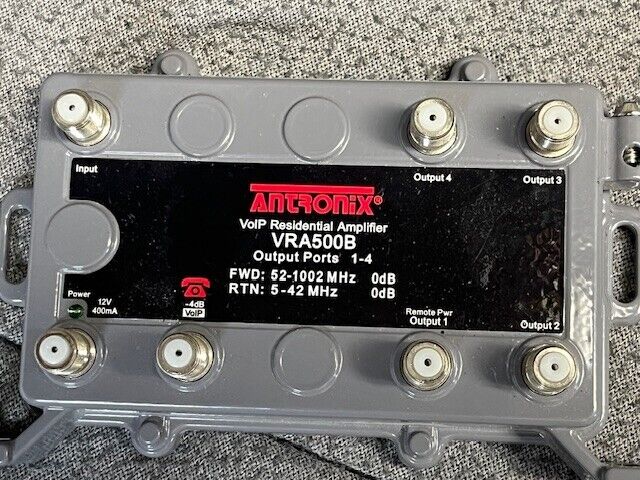 Input
Output 4
Output 3
ANTRONIX®
VoIP Residential Amplifier
VRA500B
Output Ports 1-4
FWD: 52-1002 MHz 0dB
RTN: 5-42 MHz 0dB
Power
12V
400mA
-4dB
VoIP
Remote Pwr
Output 1
Output 2